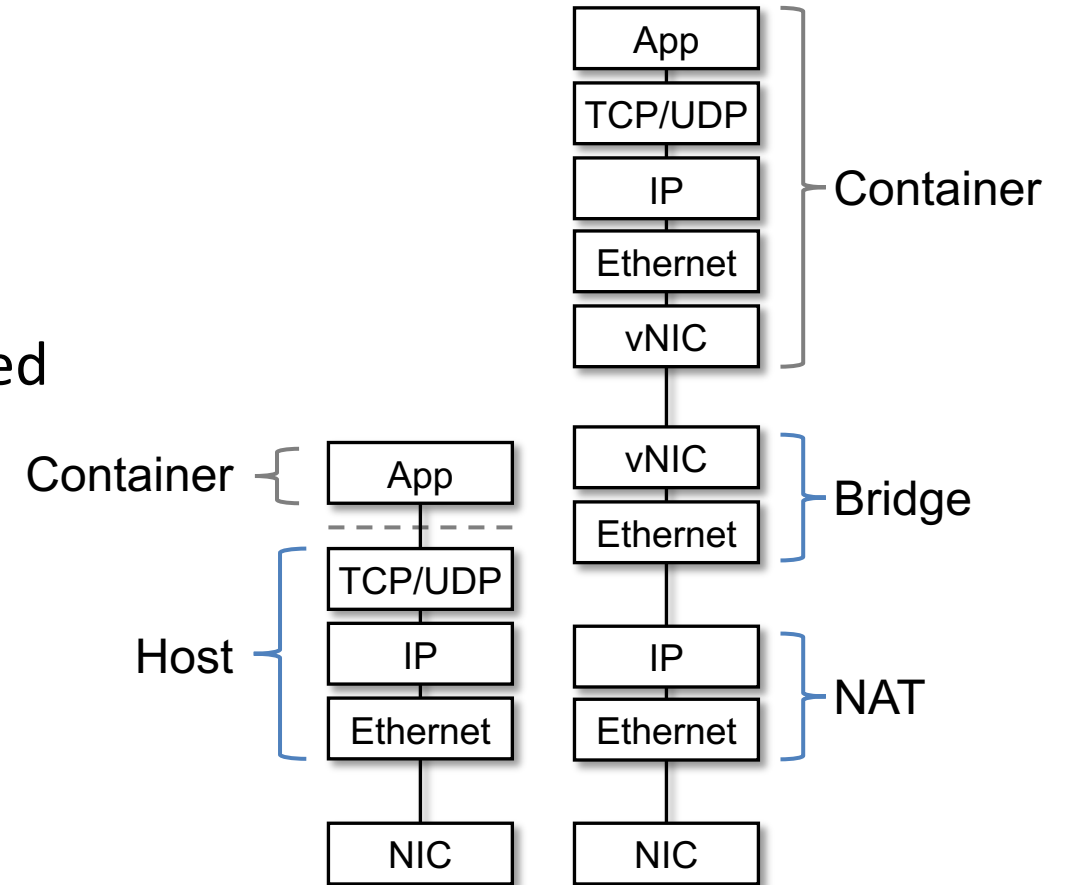 App
TCP/UDP
IP
Container
Ethernet
vNIC
ed
vNIC
Container
App
Bridge
Ethernet
TCP/UDP
Host
IP
IP
NAT
Ethernet
Ethernet
NIC
NIC